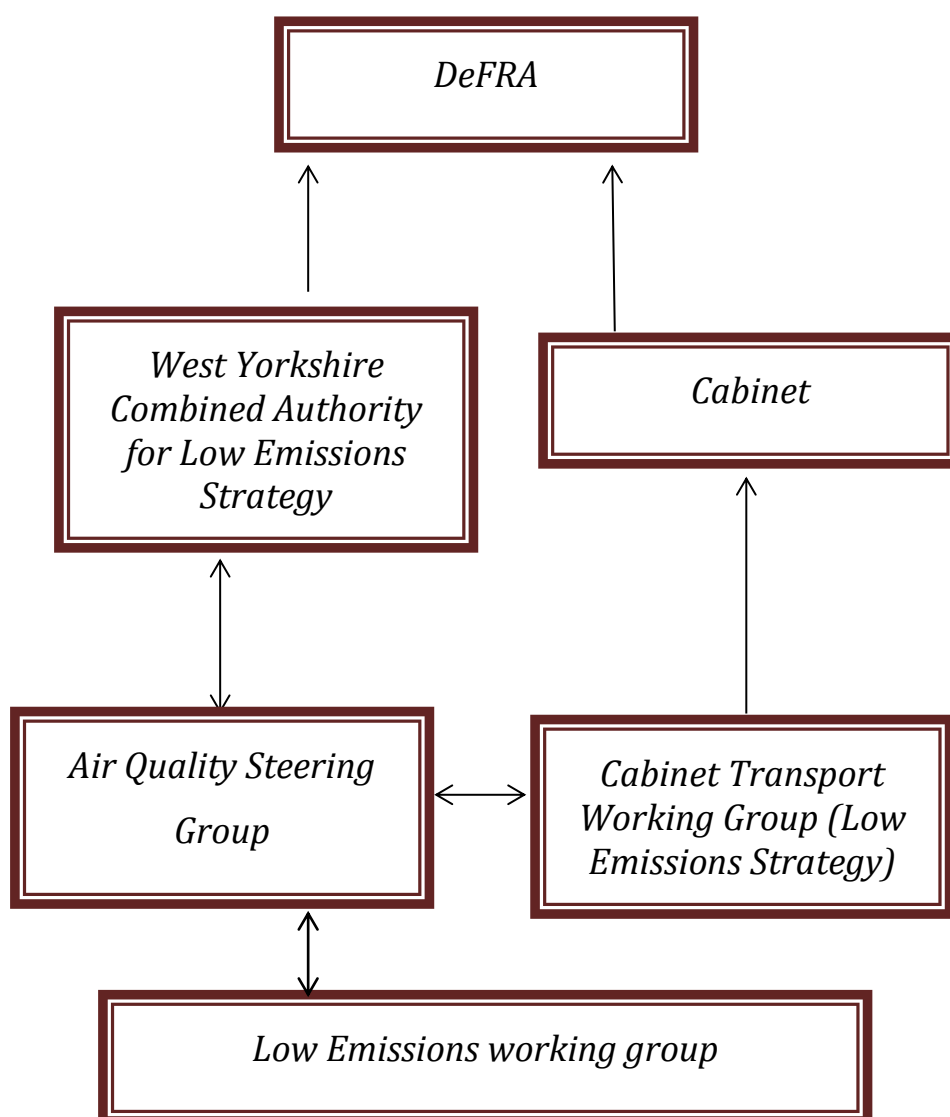 DeFRA
West Yorkshire
Combined Authority
for Low Emissions
Strategy
Cabinet
Air Quality Steering
Group
Cabinet Transport
Working Group (Low
Emissions Strategy)
Low Emissions working group